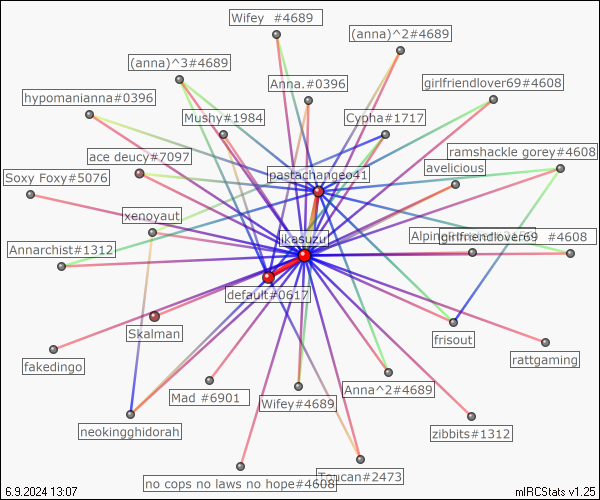 Wifey  #4689
(anna)^2#4689
(anna)^3#4689
Anna.#0396
girlfriendlover69#4608
hypomanianna#0396
Mushy#1984
Cypha#1717
ace deucy#7097
ramshackle gorey#4608
avelicious
pastachangeo41
Soxy Foxy#5076
xenoyaut
jikasuzu
girlfriendlover69  #4608
Annarchist#1312
default#0617
Skalman
frisout
fakedingo
rattgaming
Mad #6901
Wifey#4689
Anna^2#4689
neokingghidorah
zibbits#1312
Toucan#2473
no cops no laws no hope#4608
6.9.2024 13:07
mIRCStats v1.25